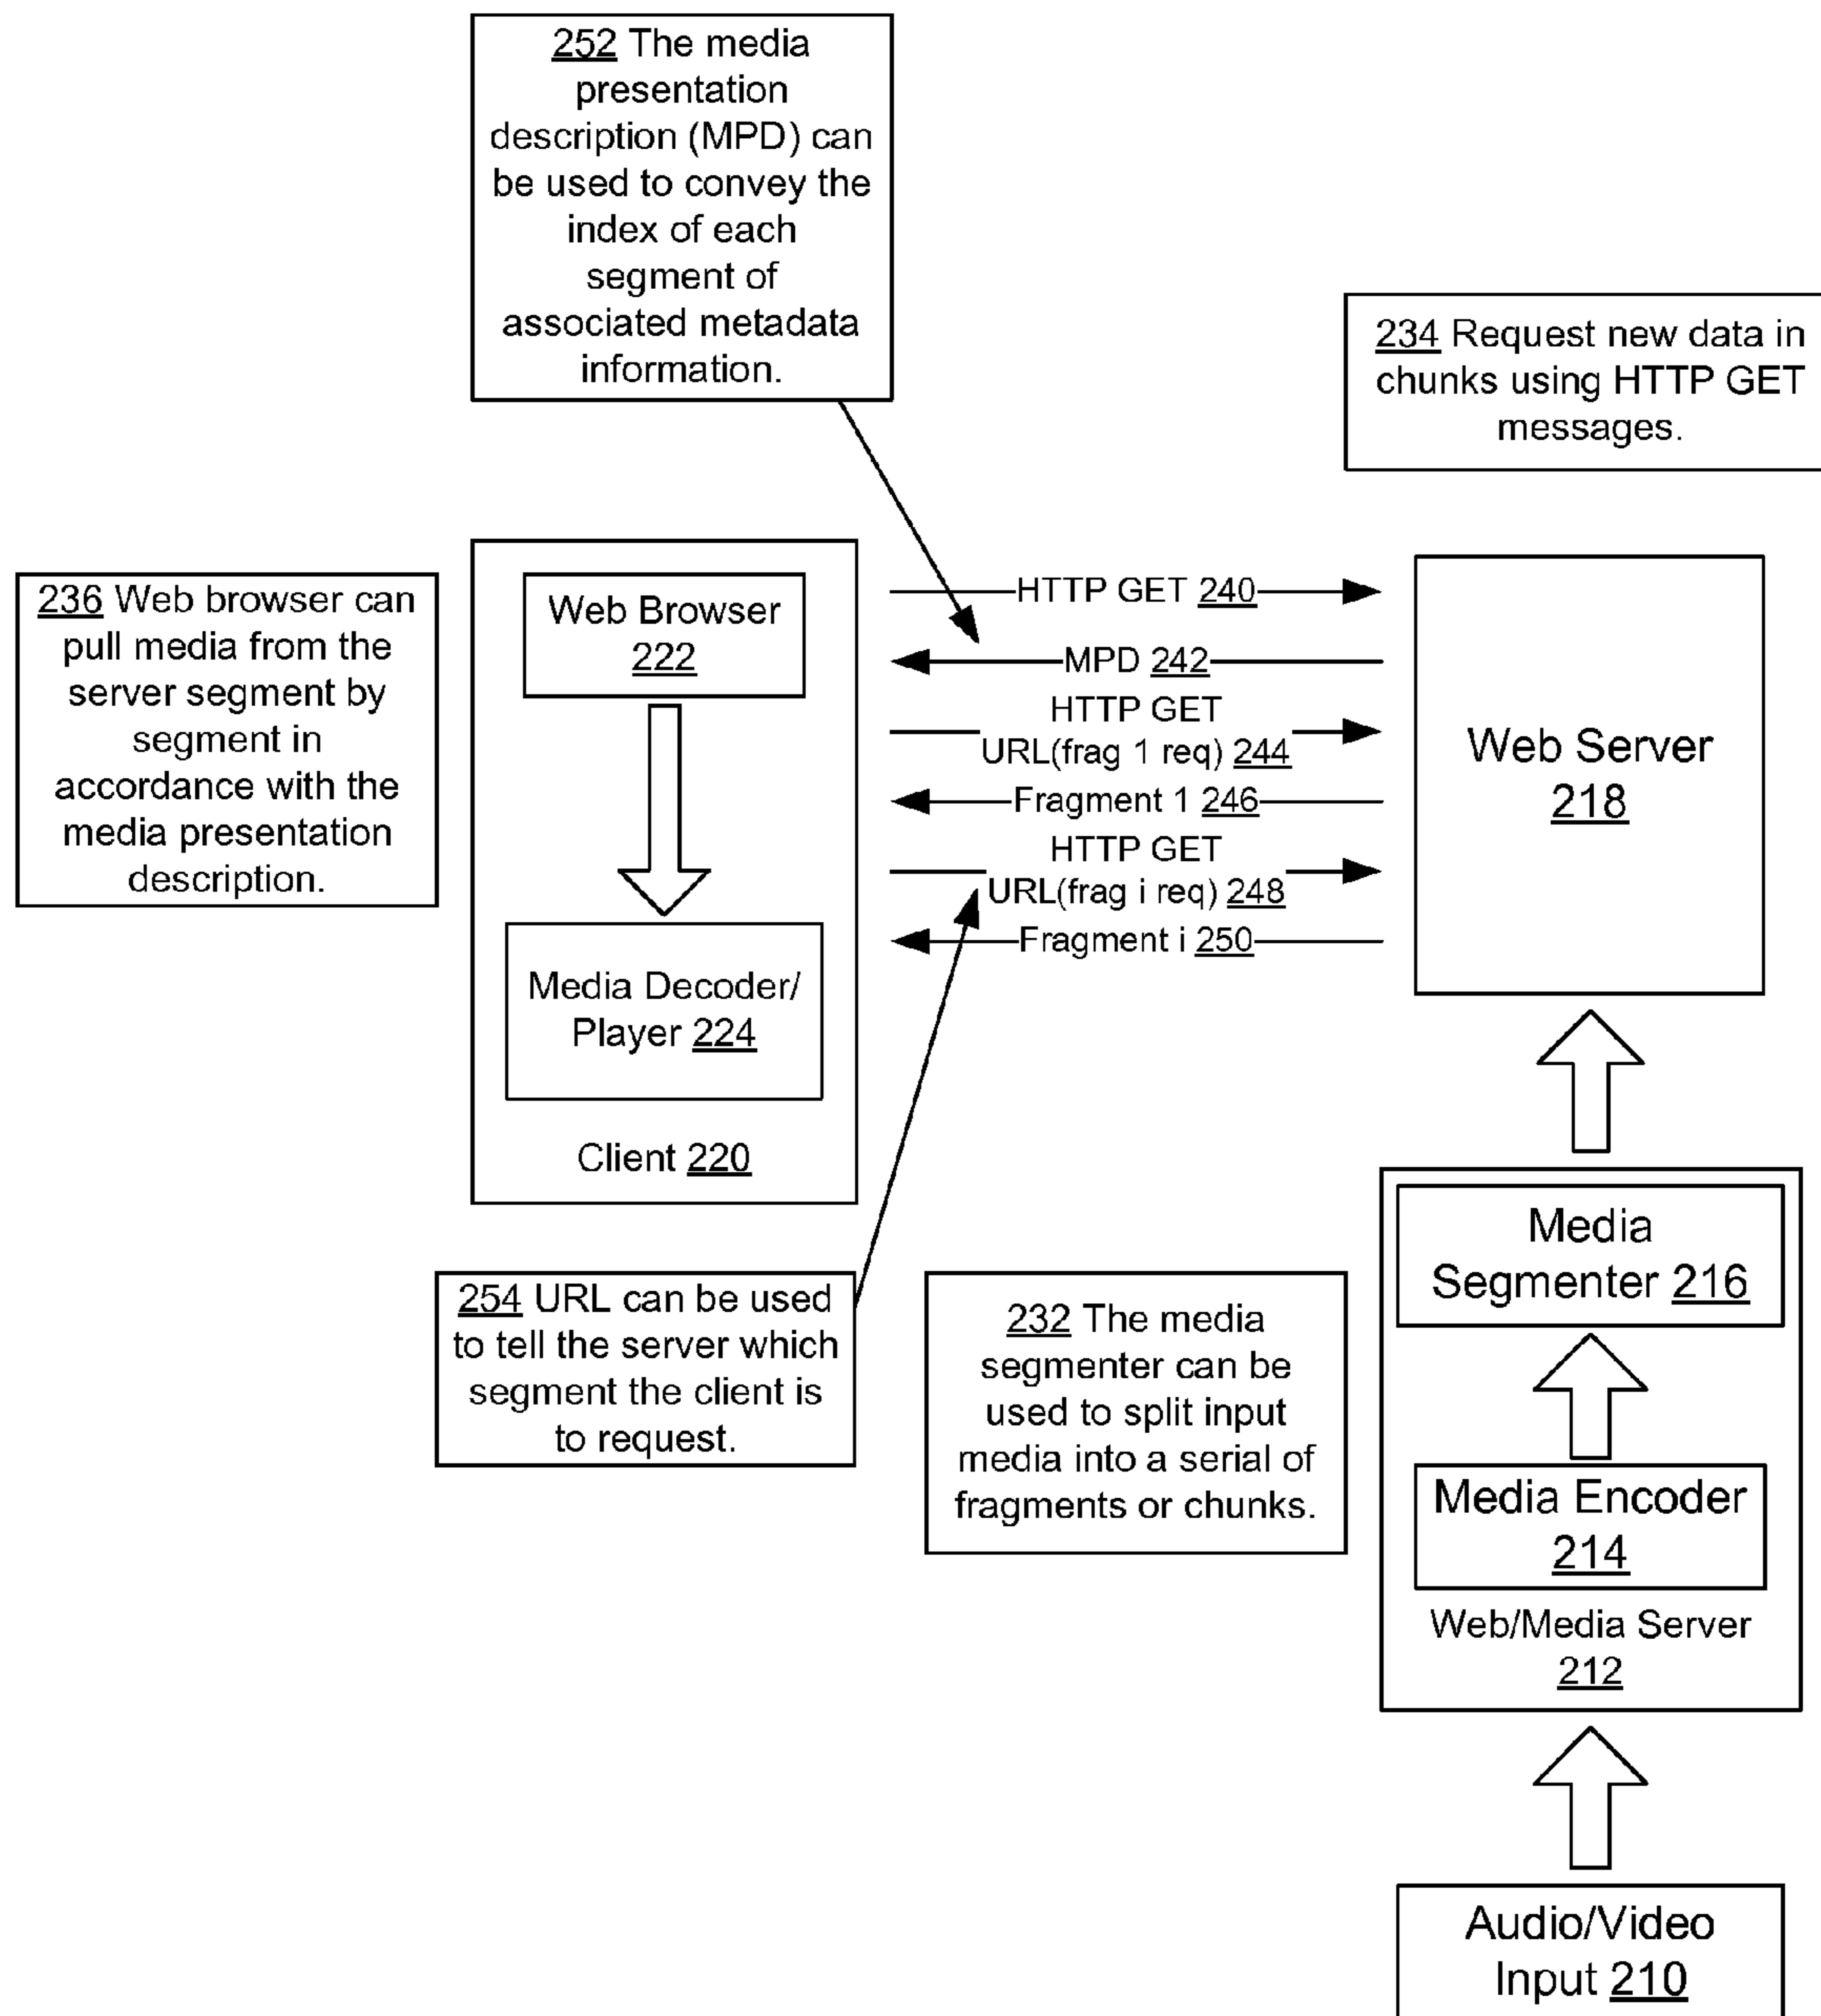 252 The media
presentation
description (MPD) can
be used to convey the
index of each
segment of
associated metadata
information.
234 Request new data in
chunks using HTTP GET
messages.
236 Web browser can
pull media from the
server segment by
segment in
accordance with the
media presentation
description.
Web Browser
222
Media Decoder/
Player 224
Client 220
HTTP GET 240
MPD 242
HTTP GET
URL(frag 1 req) 244
Fragment 1 246
HTTP GET
URL(frag i req) 248
Fragment i 250
Web Server
218
254 URL can be used
to tell the server which
segment the client is
to request.
232 The media
segmenter can be
used to split input
media into a serial of
fragments or chunks.
Media
Segmenter 216
Media Encoder
214
Web/Media Server
212
Audio/Video
Input 210